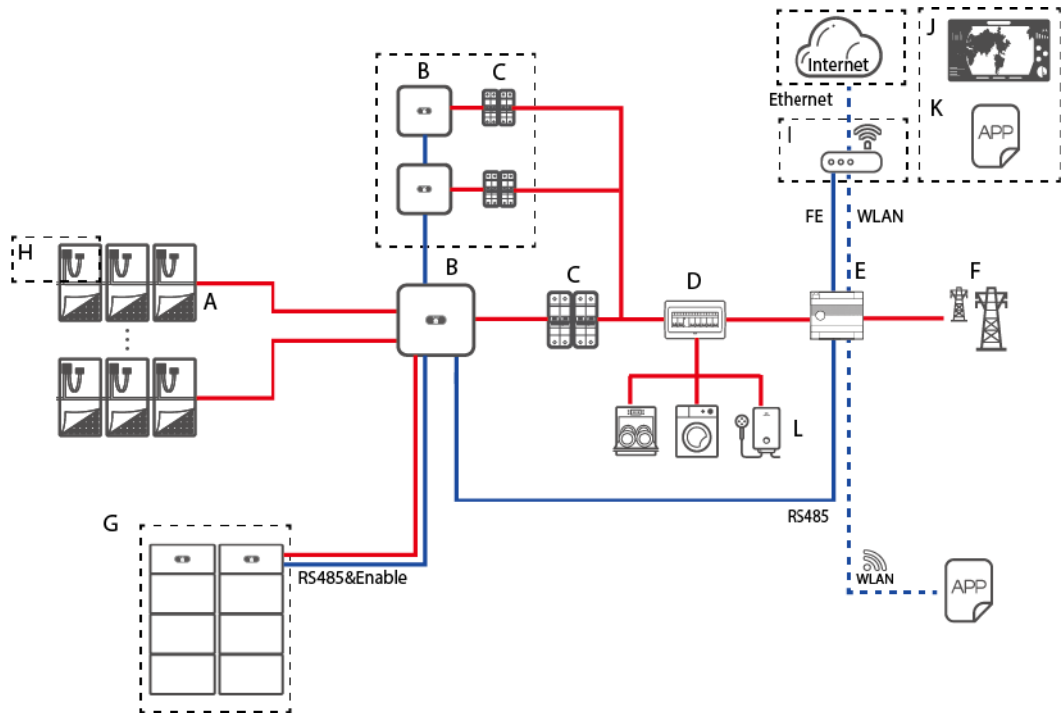 B
C
Internet
J
Ethernet
K
APP
I
FE
WLAN
H
A
B
C
D
E
F
L
G
RS485
RS485&Enable
WLAN
APP